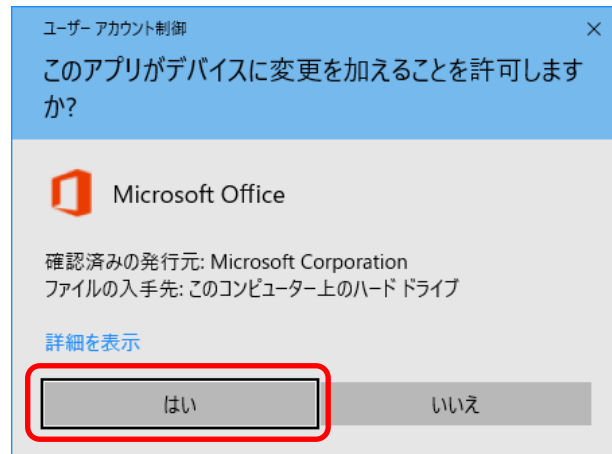 ユーザー アカウント制御
このアプリがデバイスに変更を加えることを許可します
か?
Microsoft Office
確認済みの発行元: Microsoft Corporation
ファイルの入手先: このコンピューター上のハード ドライブ
詳細を表示
はい
いいえ